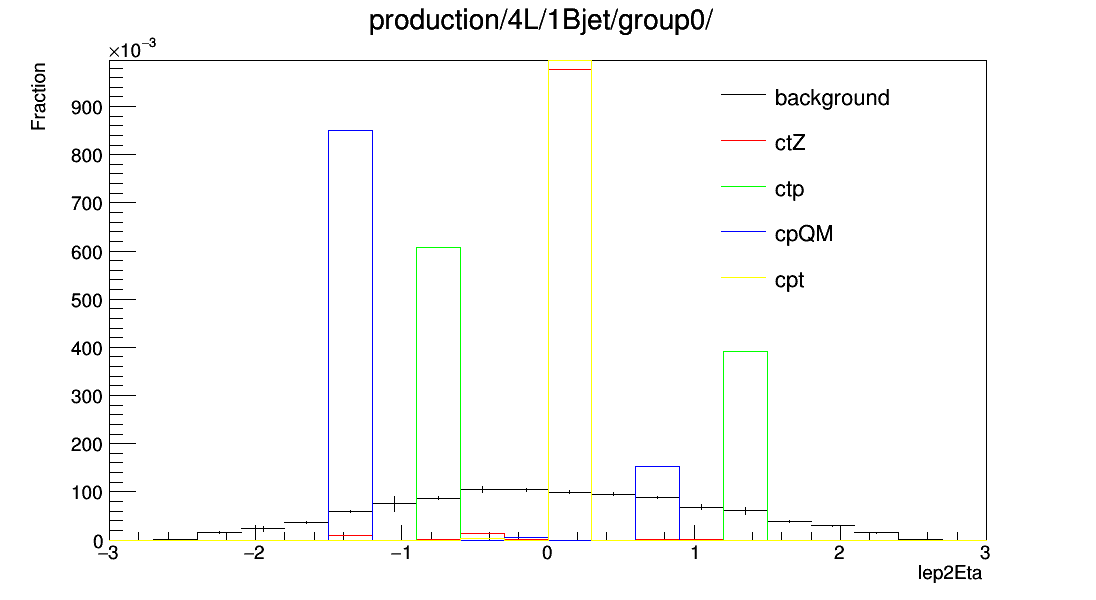 production/4L/1Bjet/group0/
×10−3
Fraction
900
800
700
600
500
400
300
200
100
0
−3 −2 −1 0 1 2 3
lep2Eta
background
ctZ
ctp
cpQM
cpt